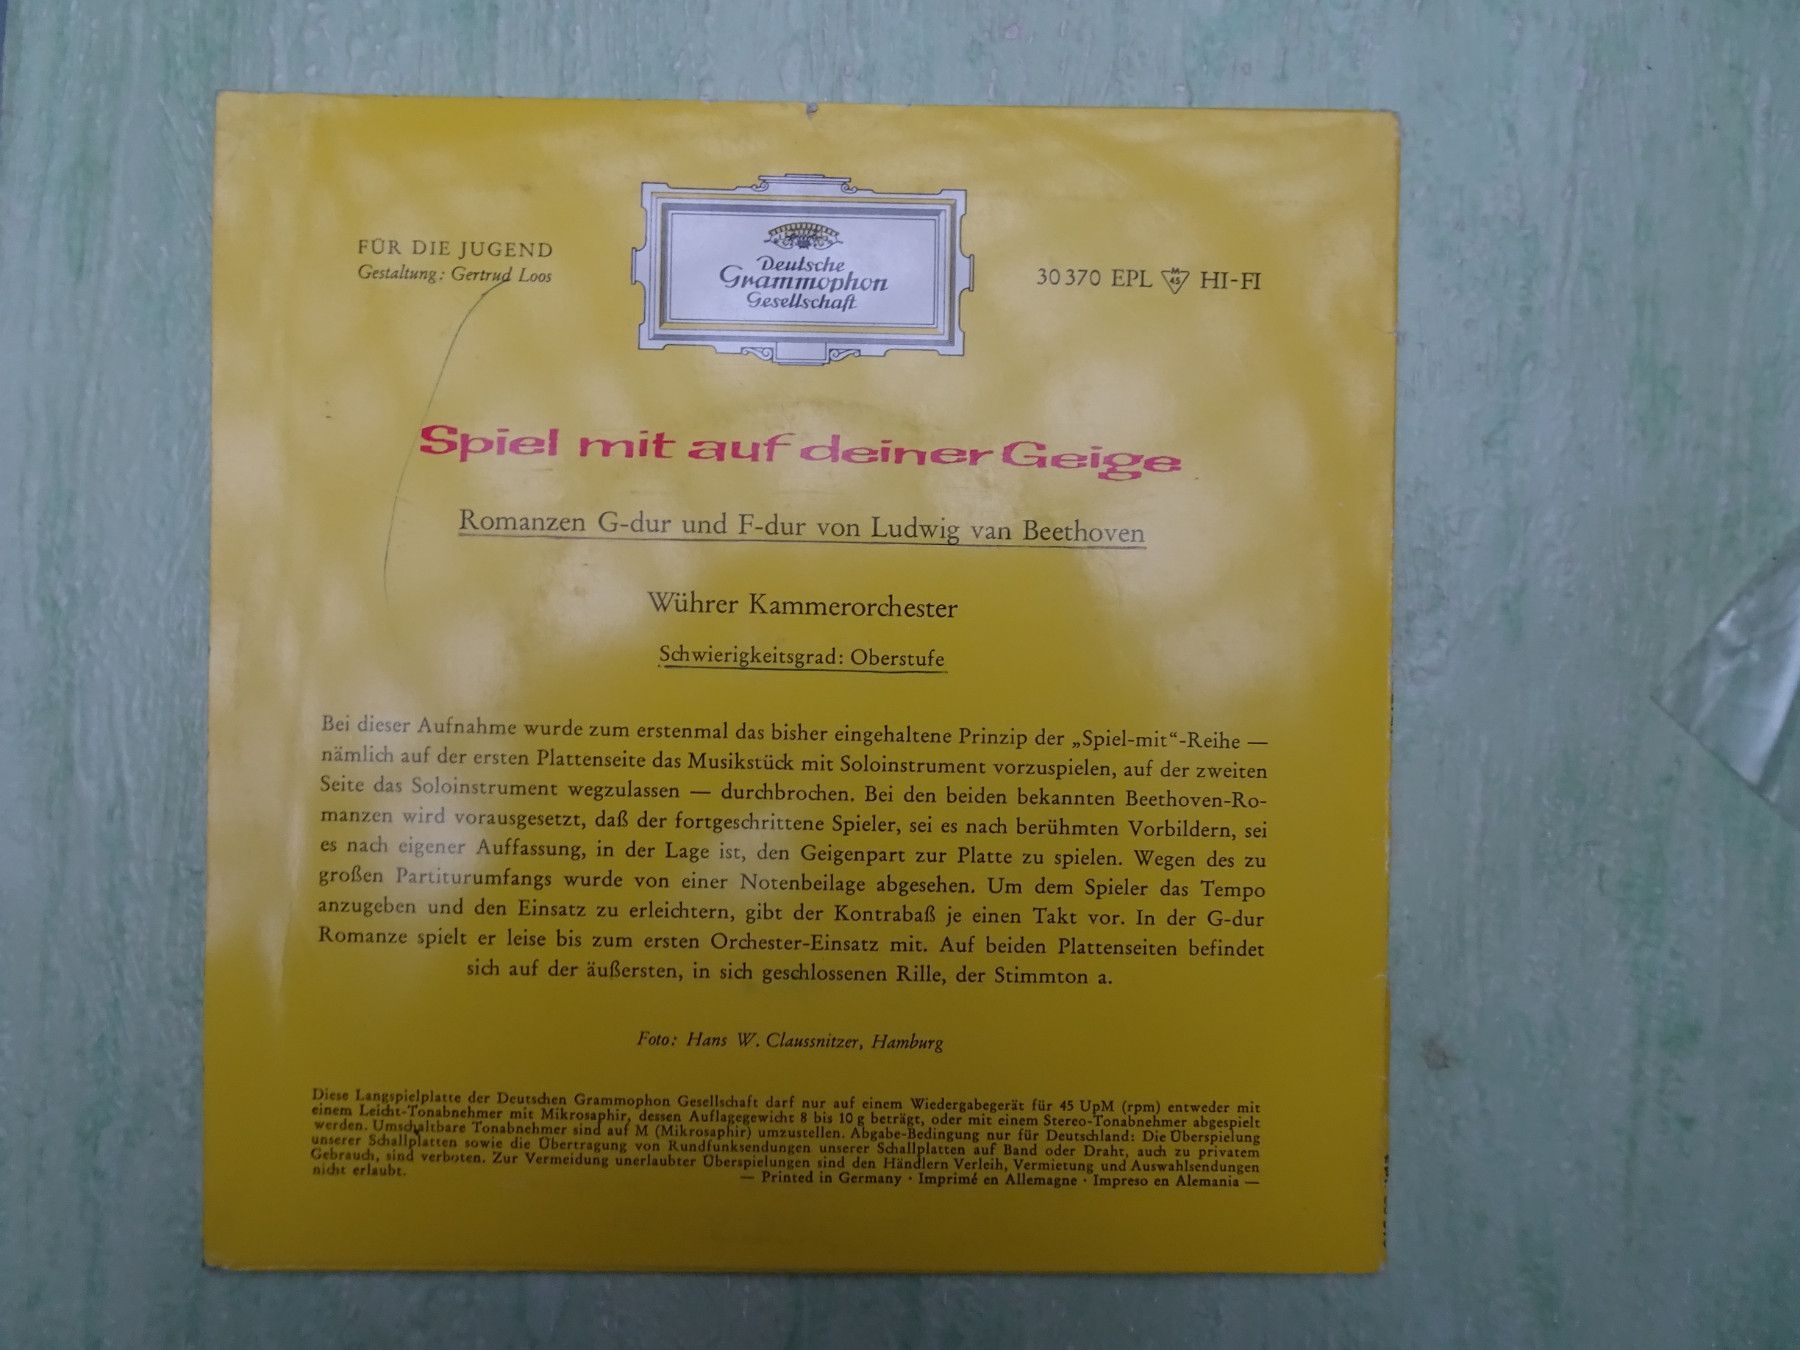 FÜR DIE JUGEND
Gestaltung: Gertrud Loos
Deutsche
Grammophon
Gesellschaft
30 370 EPL M 45 HI-FI
Spiel mit auf deiner Geige
Romanzen G-dur und F-dur von Ludwig van Beethoven
Wührer Kammerorchester
Schwierigkeitsgrad: Oberstufe
Bei dieser Aufnahme wurde zum erstenmal das bisher eingehaltene Prinzip der „Spiel-mit“-Reihe —
nämlich auf der ersten Plattenseite das Musikstück mit Soloinstrument vorzuspielen, auf der zweiten
Seite das Soloinstrument wegzulassen — durchbrochen. Bei den beiden bekannten Beethoven-Ro-
manzen wird vorausgesetzt, daß der fortgeschrittene Spieler, sei es nach berühmten Vorbildern, sei
es nach eigener Auffassung, in der Lage ist, den Geigenpart zur Platte zu spielen. Wegen des zu
großen Partiturumfangs wurde von einer Notenbeilage abgesehen. Um dem Spieler das Tempo
anzugeben und den Einsatz zu erleichtern, gibt der Kontrabaß je einen Takt vor. In der G-dur
Romanze spielt er leise bis zum ersten Orchester-Einsatz mit. Auf beiden Plattenseiten befindet
sich auf der äußersten, in sich geschlossenen Rille, der Stimmton a.
Foto: Hans W. Claussnitzer, Hamburg
Diese Langspielplatte der Deutschen Grammophon Gesellschaft darf nur auf einem Wiedergabegerät für 45 UpM (rpm) entweder mit
einem Leicht-Tonabnehmer mit Mikrosaphir, dessen Auflagegewicht 8 bis 10 g beträgt, oder mit einem Stereo-Tonabnehmer abgespielt
werden. Umschaltbare Tonabnehmer sind auf M (Mikrosaphir) umzustellen. Abgabe-Bedingung nur für Deutschland: Die Überspielung
unserer Schallplatten sowie die Übertragung von Rundfunksendungen unserer Schallplatten auf Band oder Draht, auch zu privatem
Gebrauch, sind verboten. Zur Vermeidung unerlaubter Überspielungen sind den Händlern Verleih, Vermietung und Auswahlsendungen
nicht erlaubt. — Printed in Germany · Imprimé en Allemagne · Impreso en Alemania —